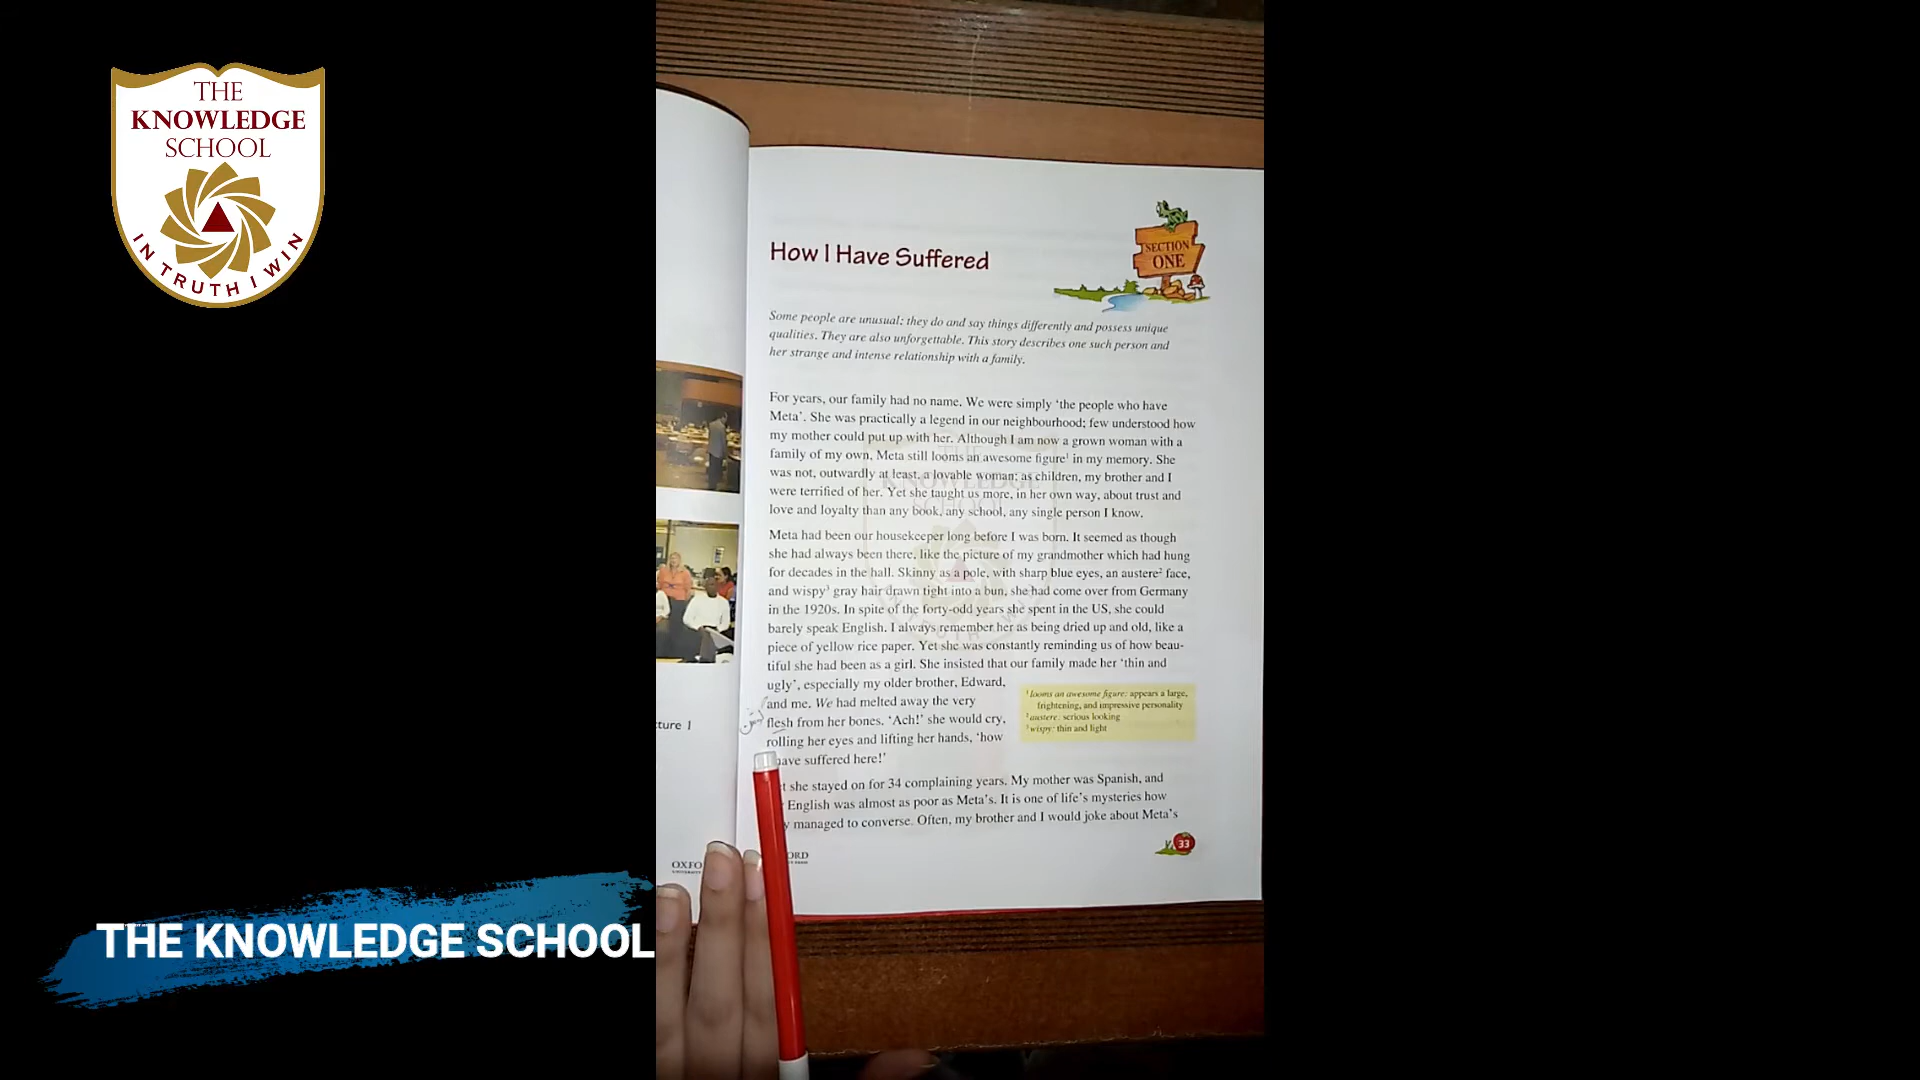 THE
KNOWLEDGE
SCHOOL
IN TRUTH I WIN
How I Have Suffered
SECTION
ONE
Some people are unusual; they do and say things differently and possess unique
qualities. They are also unforgettable. This story describes one such person and
her strange and intense relationship with a family.
For years, our family had no name. We were simply ‘the people who have
Meta’. She was practically a legend in our neighbourhood; few understood how
my mother could put up with her. Although I am now a grown woman with a
family of my own, Meta still looms an awesome figure¹ in my memory. She
was not, outwardly at least, a lovable woman; as children, my brother and I
were terrified of her. Yet she taught us more, in her own way, about trust and
love and loyalty than any book, any school, any single person I know.
Meta had been our housekeeper long before I was born. It seemed as though
she had always been there, like the picture of my grandmother which had hung
for decades in the hall. Skinny as a pole, with sharp blue eyes, an austere² face,
and wispy³ gray hair drawn tight into a bun, she had come over from Germany
in the 1920s. In spite of the forty-odd years she spent in the US, she could
barely speak English. I always remember her as being dried up and old, like a
piece of yellow rice paper. Yet she was constantly reminding us of how beau-
tiful she had been as a girl. She insisted that our family made her ‘thin and
ugly’, especially my older brother, Edward,
and me. We had melted away the very
flesh from her bones. ‘Ach!’ she would cry,
rolling her eyes and lifting her hands, ‘how
have suffered here!’
¹ looms an awesome figure: appears a large,
frightening, and impressive personality
² austere: serious looking
³ wispy: thin and light
she stayed on for 34 complaining years. My mother was Spanish, and
English was almost as poor as Meta’s. It is one of life’s mysteries how
managed to converse. Often, my brother and I would joke about Meta’s
33
ture 1
OXFO
ORD
THE KNOWLEDGE SCHOOL